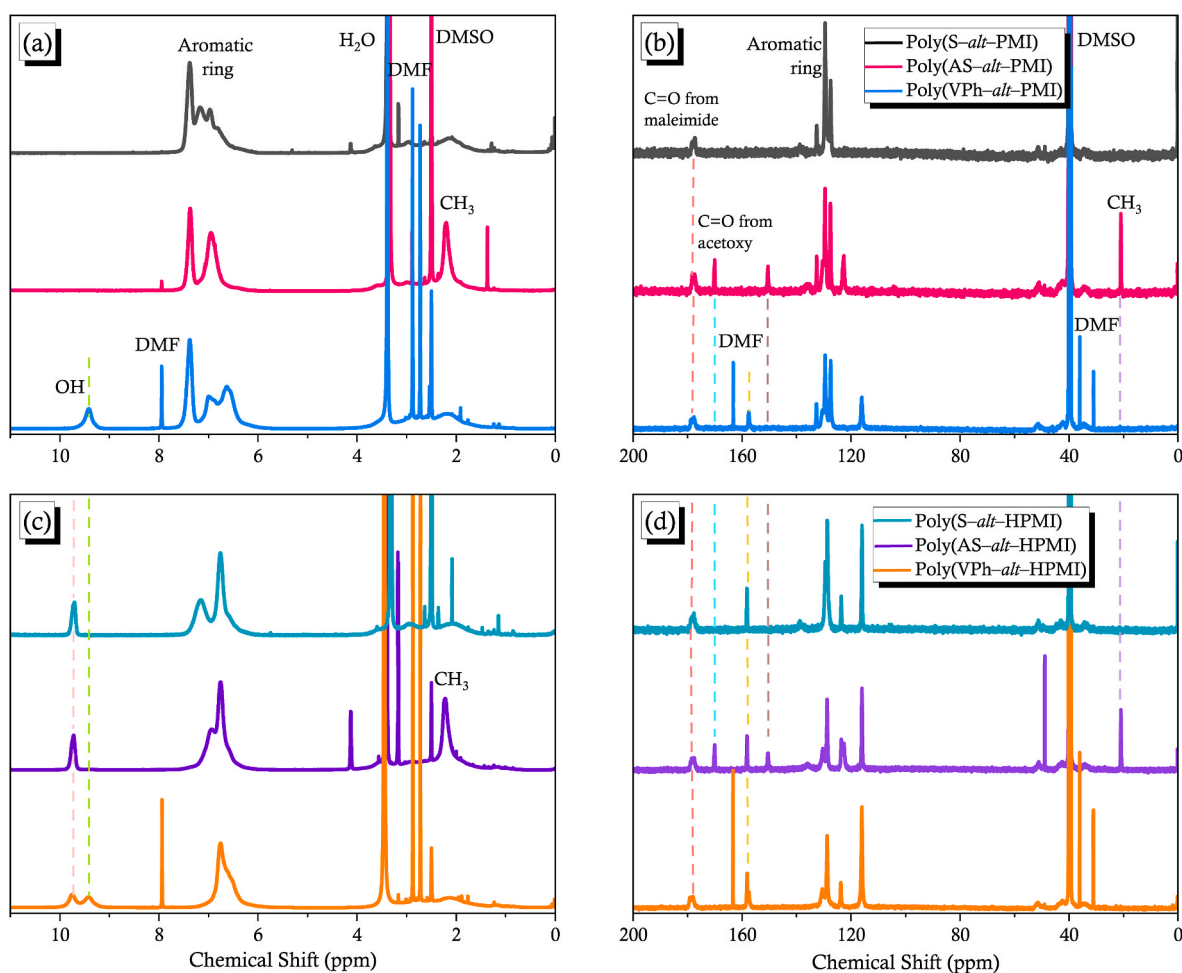 (a)
Aromatic
ring
H₂O
DMSO
DMF
CH₃
DMF
OH
10 8 6 4 2 0
(b)
Aromatic
ring
DMSO
Poly(S–alt–PMI)
Poly(AS–alt–PMI)
Poly(VPh–alt–PMI)
C=O from
maleimide
C=O from
acetoxy
CH₃
DMF
DMF
200 160 120 80 40 0
(c)
CH₃
10 8 6 4 2 0
Chemical Shift (ppm)
(d)
Poly(S–alt–HPMI)
Poly(AS–alt–HPMI)
Poly(VPh–alt–HPMI)
200 160 120 80 40 0
Chemical Shift (ppm)